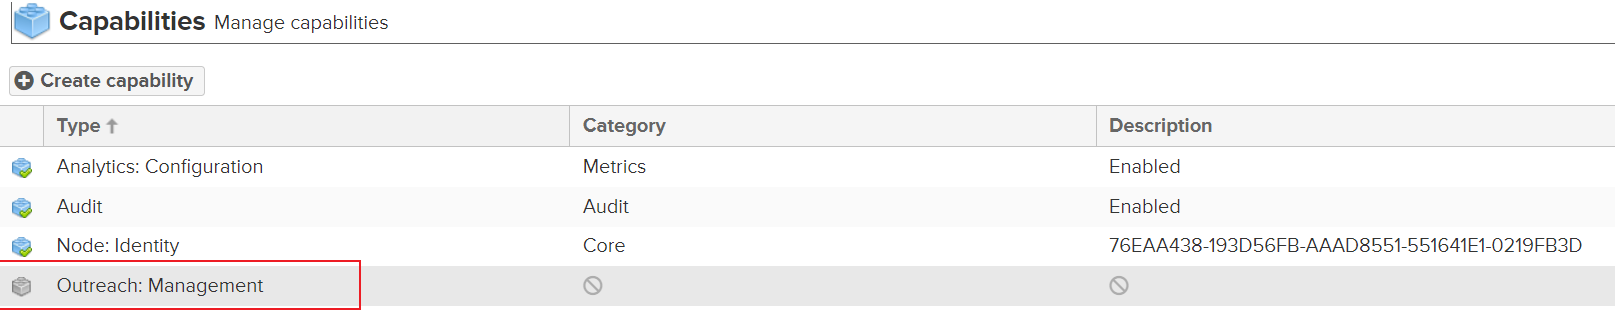 Capabilities Manage capabilities
Create capability
Type Category Description
Analytics: Configuration Metrics Enabled
Audit Audit Enabled
Node: Identity Core 76EAA438-193D56FB-AAAD8551-551641E1-0219FB3D
Outreach: Management